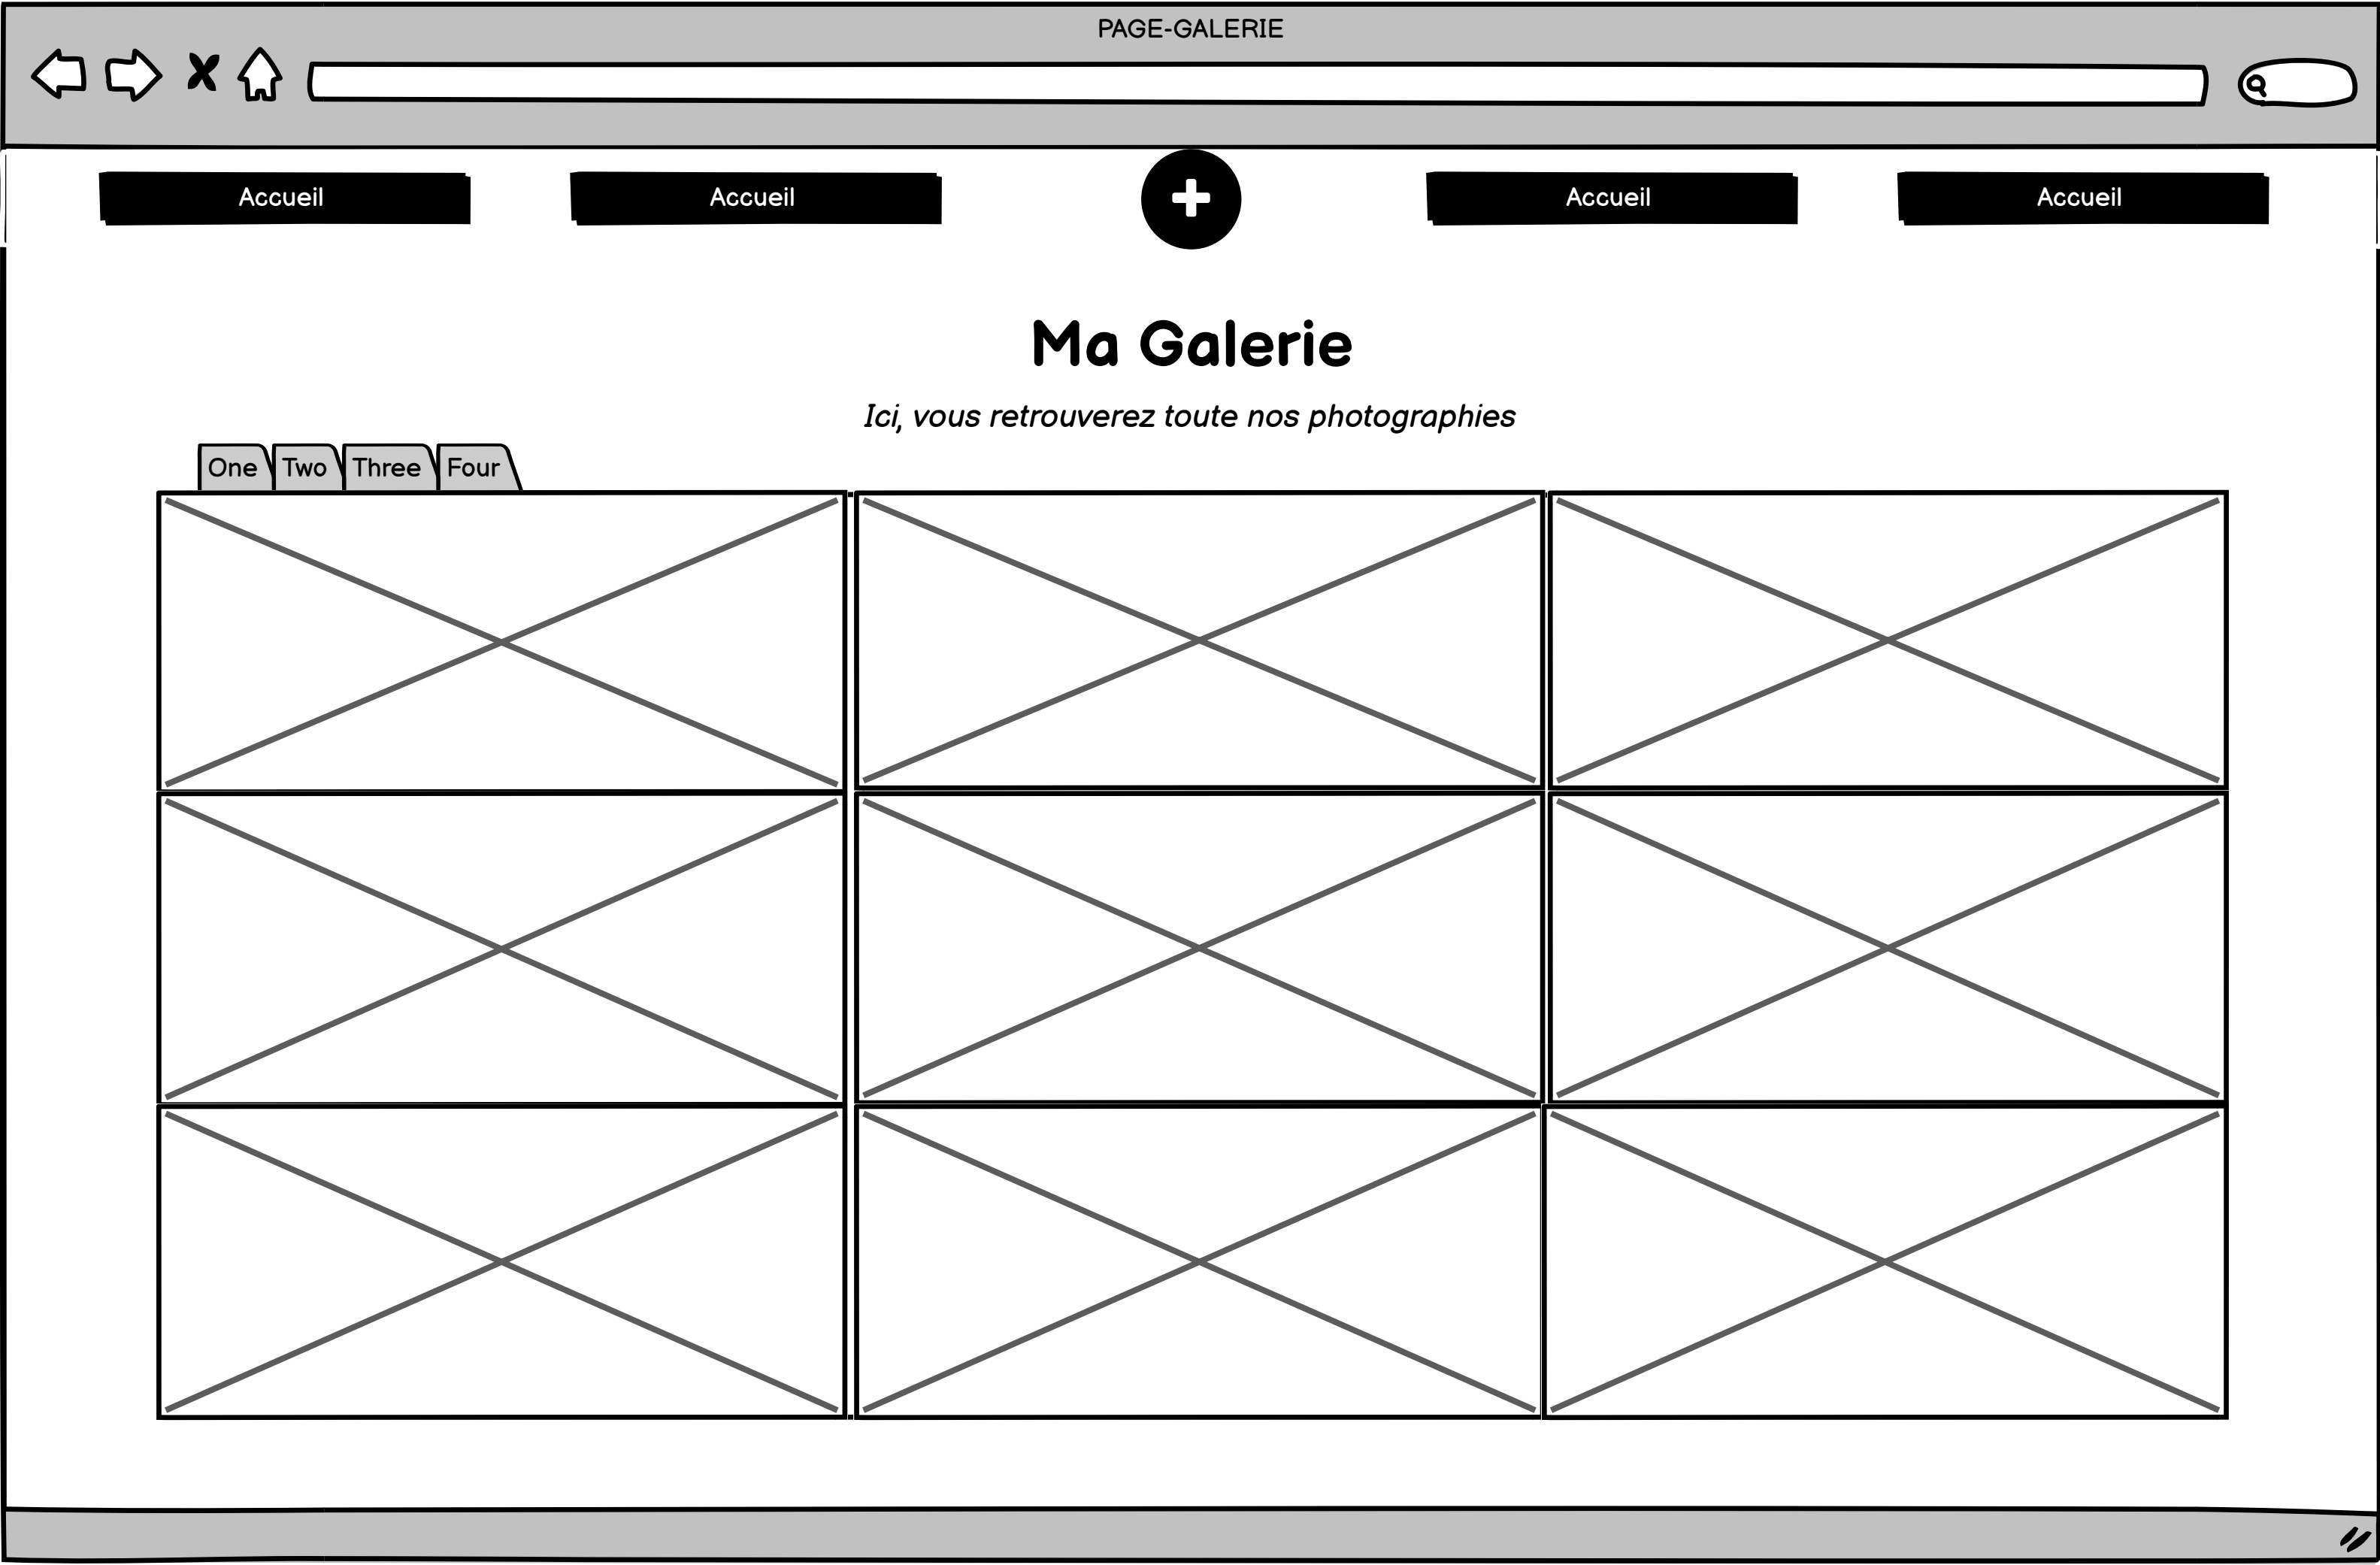 PAGE-GALERIE
Accueil Accueil Accueil Accueil
Ma Galerie
Ici, vous retrouverez toute nos photographies
One Two Three Four